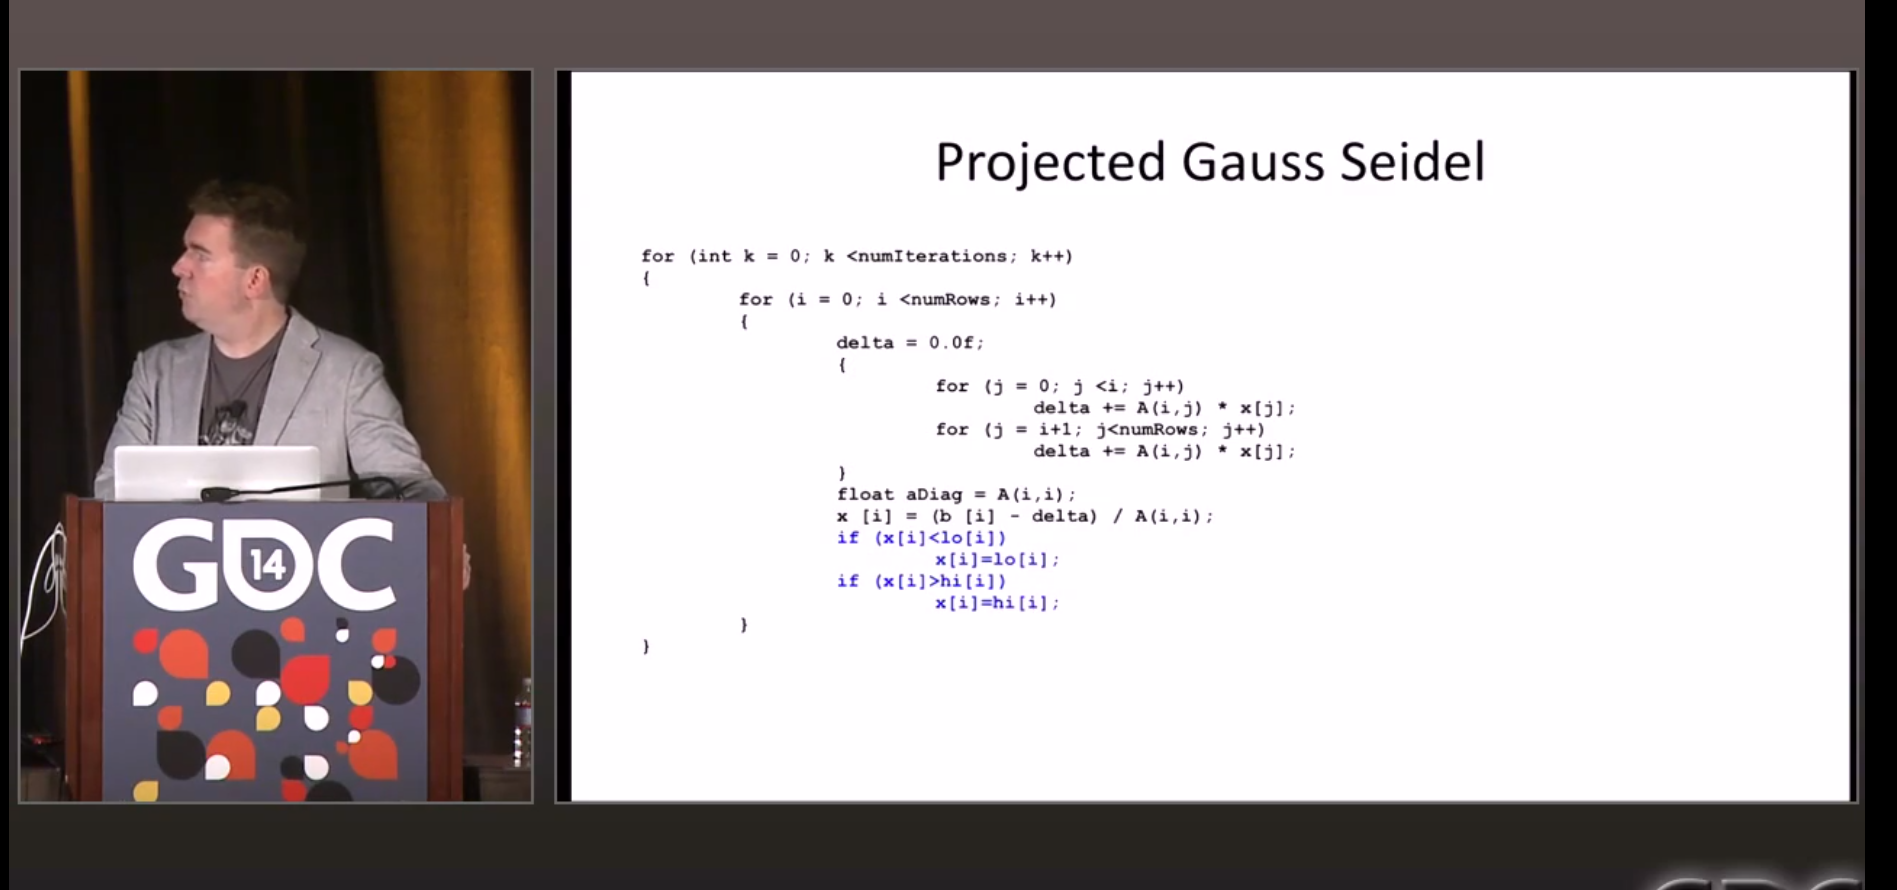 Projected Gauss Seidel
for (int k = 0; k <numIterations; k++)
{
for (i = 0; i <numRows; i++)
{
delta = 0.0f;
{
for (j = 0; j <i; j++)
delta += A(i,j) * x[j];
for (j = i+1; j<numRows; j++)
delta += A(i,j) * x[j];
}
float aDiag = A(i,i);
x [i] = (b [i] - delta) / A(i,i);
if (x[i]<lo[i])
x[i]=lo[i];
if (x[i]>hi[i])
x[i]=hi[i];
}
}
GDC
14